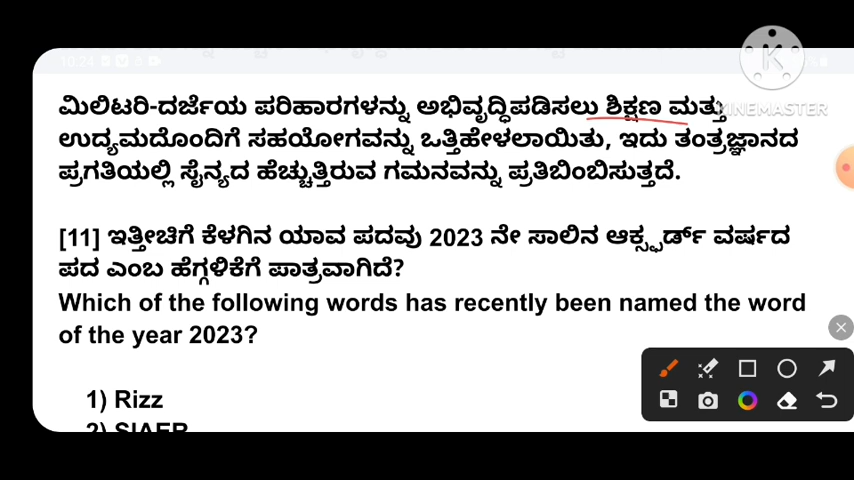 10.24
KINEMASTER
ಮಿಲಿಟರಿ-ದರ್ಜೆಯ ಪರಿಹಾರಗಳನ್ನು ಅಭಿವೃದ್ಧಿಪಡಿಸಲು ಶಿಕ್ಷಣ ಮತ್ತು
ಉದ್ಯಮದೊಂದಿಗೆ ಸಹಯೋಗವನ್ನು ಒತ್ತಿಹೇಳಲಾಯಿತು, ಇದು ತಂತ್ರಜ್ಞಾನದ
ಪ್ರಗತಿಯಲ್ಲಿ ಸೈನ್ಯದ ಹೆಚ್ಚುತ್ತಿರುವ ಗಮನವನ್ನು ಪ್ರತಿಬಿಂಬಿಸುತ್ತದೆ.
[11] ಇತ್ತೀಚಿಗೆ ಕೆಳಗಿನ ಯಾವ ಪದವು 2023 ನೇ ಸಾಲಿನ ಆಕ್ಸ್ಫರ್ಡ್ ವರ್ಷದ
ಪದ ಎಂಬ ಹೆಗ್ಗಳಿಕೆಗೆ ಪಾತ್ರವಾಗಿದೆ?
Which of the following words has recently been named the word
of the year 2023?
1) Rizz